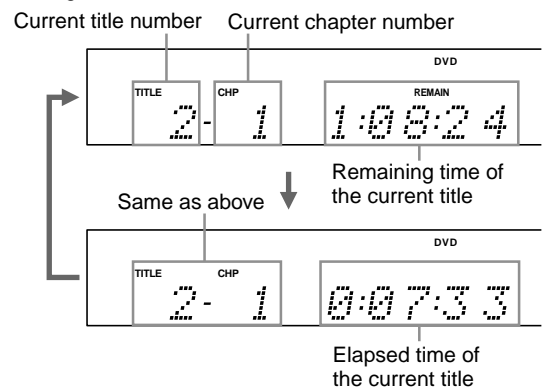 Current title number Current chapter number
DVD
TITLE CHP REMAIN
2- 1 1:08:24
Remaining time of
the current title
Same as above
DVD
TITLE CHP
2- 1 0:07:33
Elapsed time of
the current title